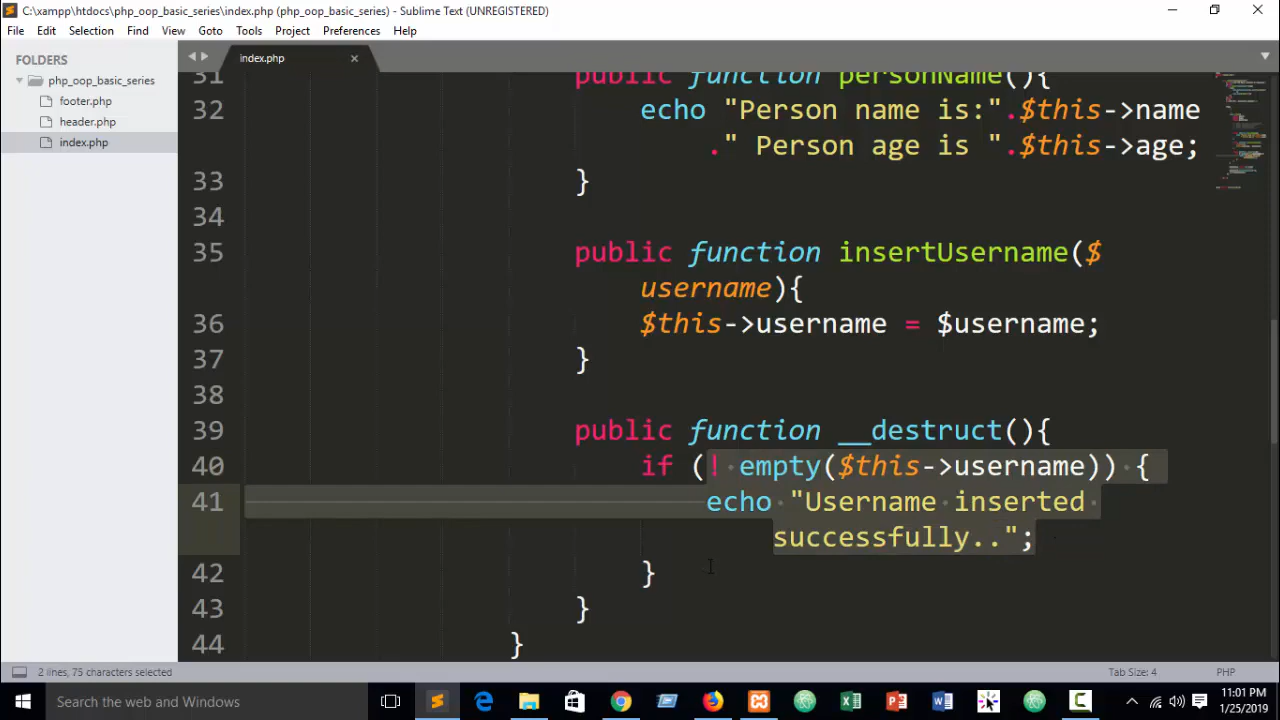 C:\xampp\htdocs\php_oop_basic_series\index.php (php_oop_basic_series) - Sublime Text (UNREGISTERED)
File Edit Selection Find View Goto Tools Project Preferences Help
FOLDERS
php_oop_basic_series
footer.php
header.php
index.php
index.php
31 public function personName(){
32 echo "Person name is:".$this->name
." Person age is ".$this->age;
33 }
34
35 public function insertUsername($
username){
36 $this->username = $username;
37 }
38
39 public function __destruct(){
40 if (! empty($this->username)) {
41 echo "Username inserted
successfully..";
42 }
43 }
44 }
2 lines, 75 characters selected
Tab Size: 4 PHP
Search the web and Windows
11:01 PM
1/25/2019